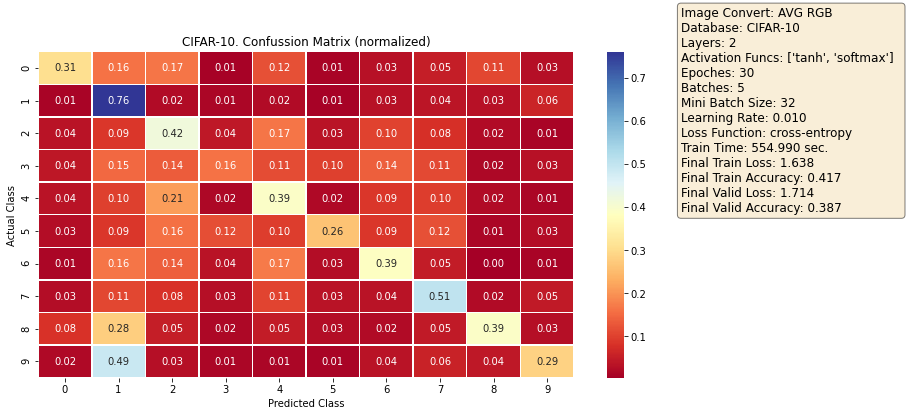 CIFAR-10. Confussion Matrix (normalized)
Actual Class
0 0.31 0.16 0.17 0.01 0.12 0.01 0.03 0.05 0.11 0.03
1 0.01 0.76 0.02 0.01 0.02 0.01 0.03 0.04 0.03 0.06
2 0.04 0.09 0.42 0.04 0.17 0.03 0.10 0.08 0.02 0.01
3 0.04 0.15 0.14 0.16 0.11 0.10 0.14 0.11 0.02 0.03
4 0.04 0.10 0.21 0.02 0.39 0.02 0.09 0.10 0.02 0.01
5 0.03 0.09 0.16 0.12 0.10 0.26 0.09 0.12 0.01 0.03
6 0.01 0.16 0.14 0.04 0.17 0.03 0.39 0.05 0.00 0.01
7 0.03 0.11 0.08 0.03 0.11 0.03 0.04 0.51 0.02 0.05
8 0.08 0.28 0.05 0.02 0.05 0.03 0.02 0.05 0.39 0.03
9 0.02 0.49 0.03 0.01 0.01 0.01 0.04 0.06 0.04 0.29
0 1 2 3 4 5 6 7 8 9
Predicted Class
0.7
0.6
0.5
0.4
0.3
0.2
0.1
Image Convert: AVG RGB
Database: CIFAR-10
Layers: 2
Activation Funcs: ['tanh', 'softmax']
Epoches: 30
Batches: 5
Mini Batch Size: 32
Learning Rate: 0.010
Loss Function: cross-entropy
Train Time: 554.990 sec.
Final Train Loss: 1.638
Final Train Accuracy: 0.417
Final Valid Loss: 1.714
Final Valid Accuracy: 0.387